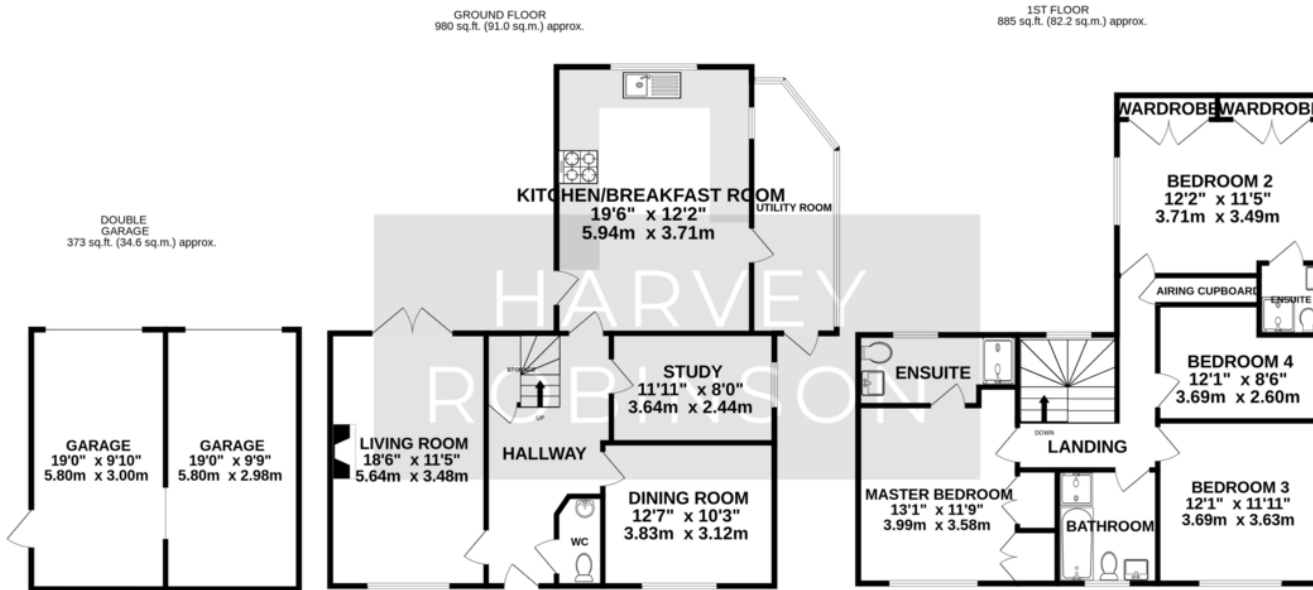 GROUND FLOOR
980 sq.ft. (91.0 sq.m.) approx.
1ST FLOOR
885 sq.ft. (82.2 sq.m.) approx.
DOUBLE
GARAGE
373 sq.ft. (34.6 sq.m.) approx.
GARAGE
19'0" x 9'10"
5.80m x 3.00m
GARAGE
19'0" x 9'9"
5.80m x 2.98m
KITCHEN/BREAKFAST ROOM
19'6" x 12'2"
5.94m x 3.71m
UTILITY ROOM
HARVEY
ROBINSON
STORAGE
UP
STUDY
11'11" x 8'0"
3.64m x 2.44m
LIVING ROOM
18'6" x 11'5"
5.64m x 3.48m
HALLWAY
DINING ROOM
12'7" x 10'3"
3.83m x 3.12m
WC
WARDROBE
WARDROBE
BEDROOM 2
12'2" x 11'5"
3.71m x 3.49m
AIRING CUPBOARD
ENSUITE
ENSUITE
BEDROOM 4
12'1" x 8'6"
3.69m x 2.60m
DOWN
LANDING
MASTER BEDROOM
13'1" x 11'9"
3.99m x 3.58m
BATHROOM
BEDROOM 3
12'1" x 11'11"
3.69m x 3.63m